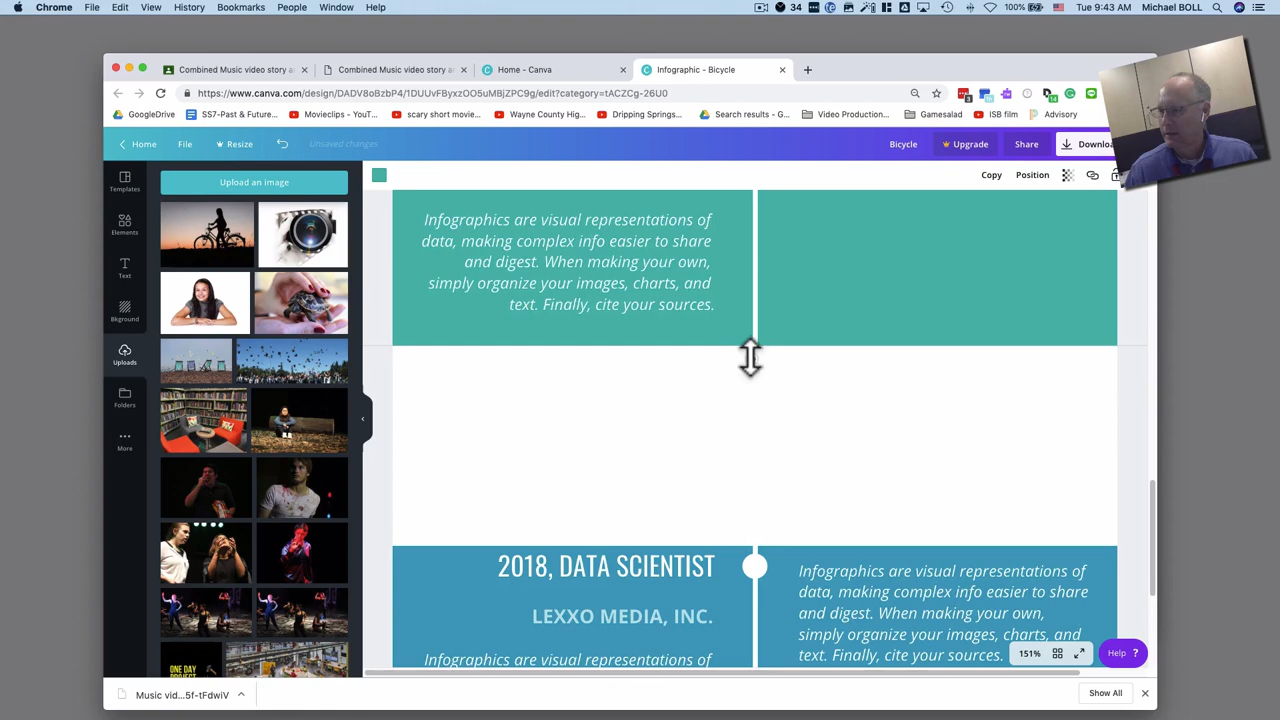 Chrome File Edit View History Bookmarks People Window Help
34 100% Tue 9:43 AM Michael BOLL
Combined Music video story a
Combined Music video story a
Home - Canva
Infographic - Bicycle
https://www.canva.com/design/DADV8oBzbP4/1DUUvFByxzOO5uMBjZPC9g/edit?category=tACZCg-26U0
GoogleDrive
SS7-Past & Future...
Movieclips - YouT...
scary short movie...
Wayne County Hig...
Dripping Springs...
Search results - G...
Video Production...
Gamesalad
ISB film
Advisory
Home
File
Resize
Unsaved changes
Bicycle
Upgrade
Share
Downloa
Templates
Elements
Text
Bkground
Uploads
Folders
More
Upload an image
ONE DAY
PROJECT
Copy
Position
Infographics are visual representations of
data, making complex info easier to share
and digest. When making your own,
simply organize your images, charts, and
text. Finally, cite your sources.
2018, DATA SCIENTIST
LEXXO MEDIA, INC.
Infographics are visual representations of
Infographics are visual representations of
data, making complex info easier to share
and digest. When making your own,
simply organize your images, charts, and
text. Finally, cite your sources.
151%
Help ?
Music vid...5f-tFdwiV
Show All